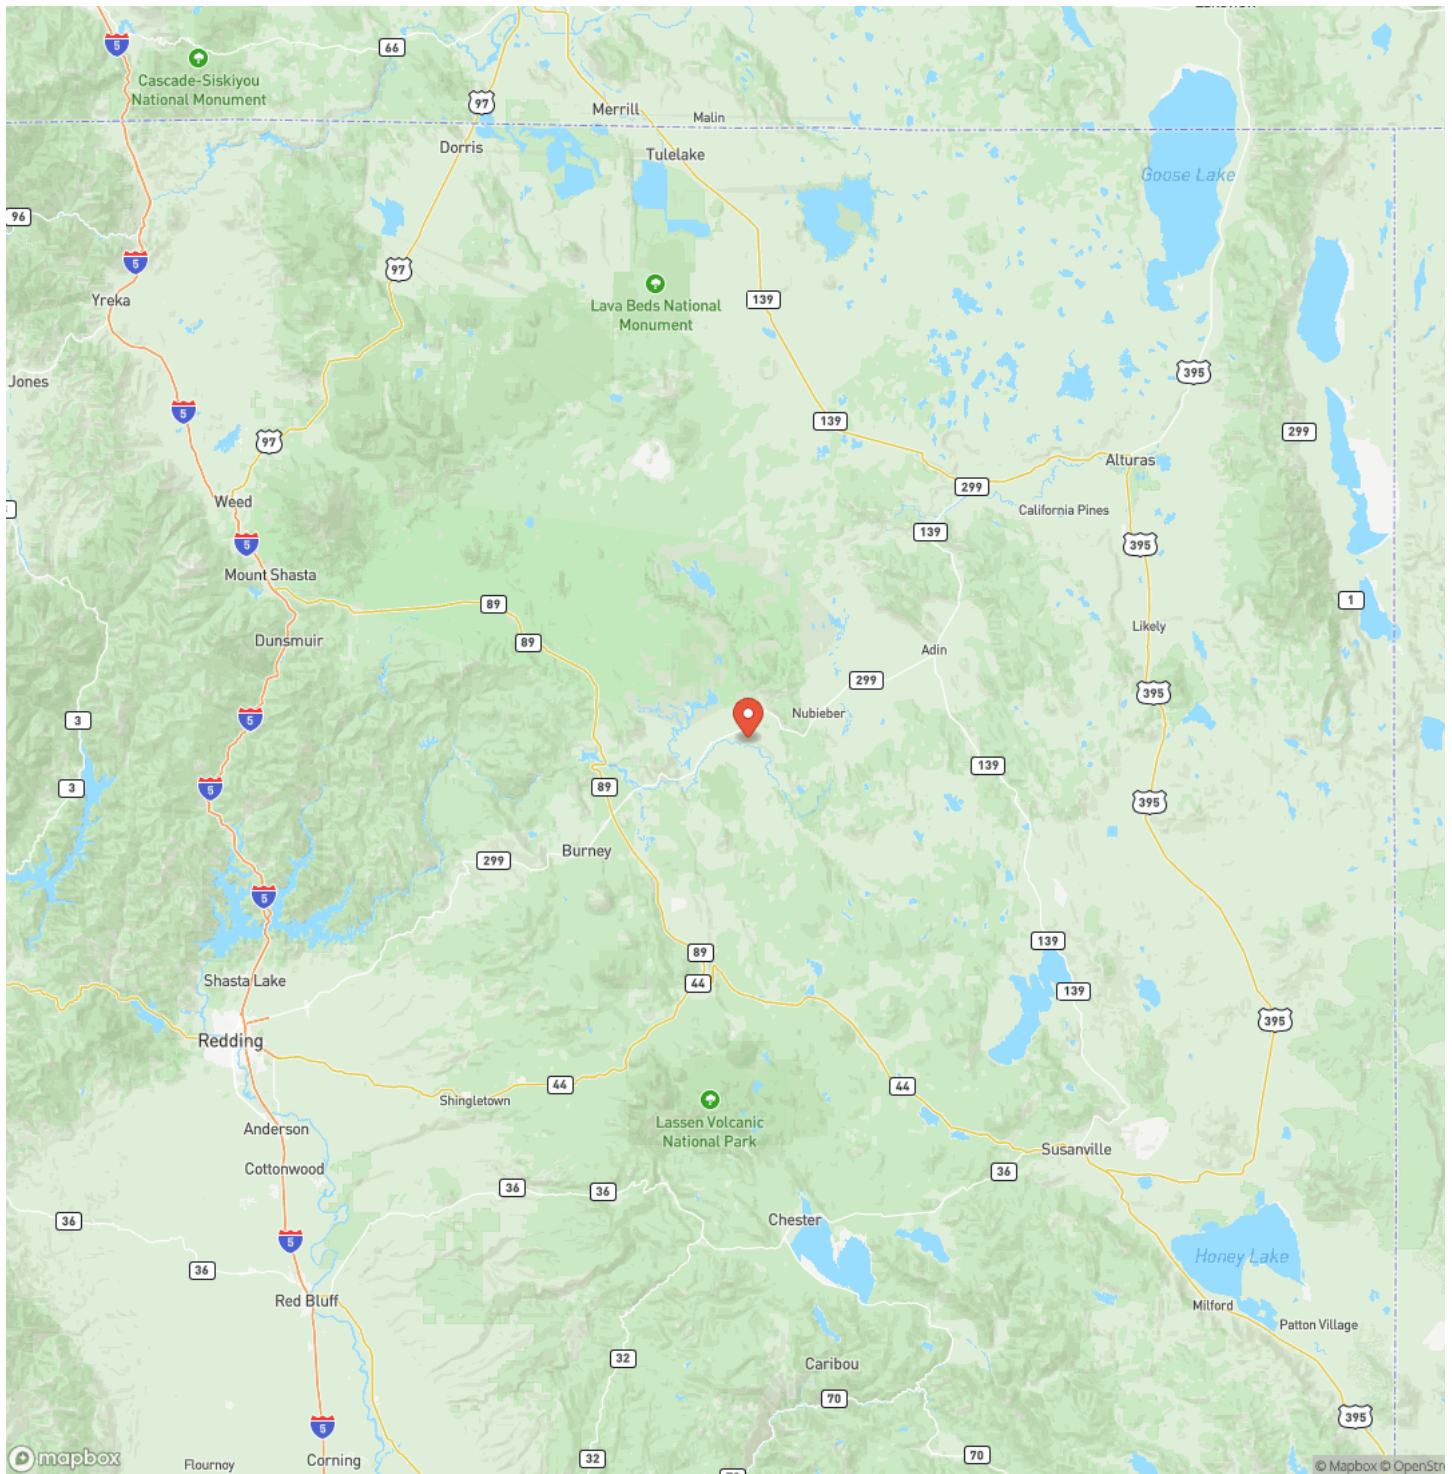 5
66
Cascade-Siskiyou
National Monument
97
Merrill
Malin
Dorris
Tulelake
Goose Lake
96
5
97
Lava Beds National
Monument
139
Yreka
Jones
395
5
139
299
97
Alturas
299
Weed
California Pines
139
5
395
Mount Shasta
89
1
Likely
Dunsmuir
89
Adin
299
395
5
3
Nubieber
139
3
5
89
395
Burney
299
5
139
89
Shasta Lake
44
139
395
Redding
44
44
Shingletown
Lassen Volcanic
National Park
Anderson
Susanville
Cottonwood
36
36
36
36
Chester
5
Honey Lake
36
Red Bluff
Milford
Patton Village
32
Caribou
70
395
5
mapbox
32
70
Corning
Flournoy
© Mapbox © OpenStre